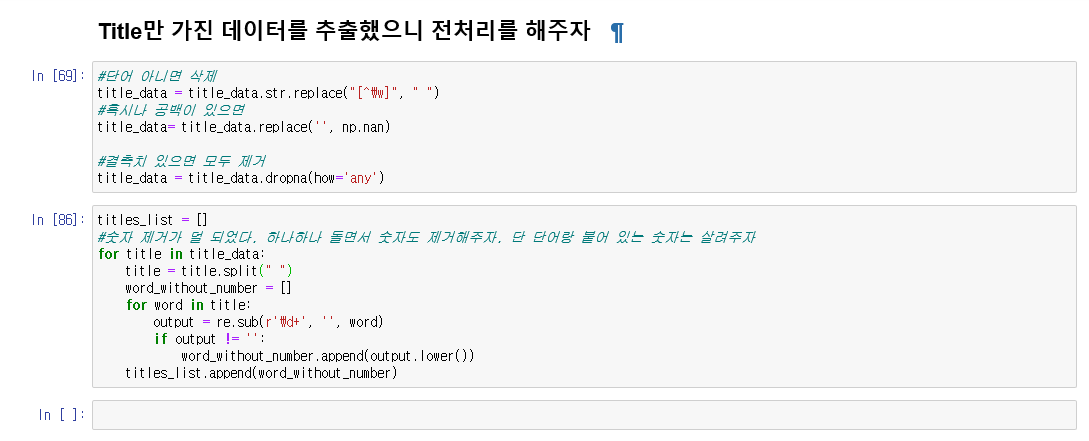 Title만 가진 데이터를 추출했으니 전처리를 해주자 ¶
In [69]: #단어 아니면 삭제
title_data = title_data.str.replace("[^₩w]", " ")
#혹시나 공백이 있으면
title_data= title_data.replace('', np.nan)
#결측치 있으면 모두 제거
title_data = title_data.dropna(how='any')
In [86]: titles_list = []
#숫자 제거가 덜 되었다. 하나하나 돌면서 숫자도 제거해주자. 단 단어랑 붙어 있는 숫자는 살려주자
for title in title_data:
    title = title.split(" ")
    word_without_number = []
    for word in title:
        output = re.sub(r'₩d+', '', word)
        if output != '':
            word_without_number.append(output.lower())
    titles_list.append(word_without_number)
In [ ]: